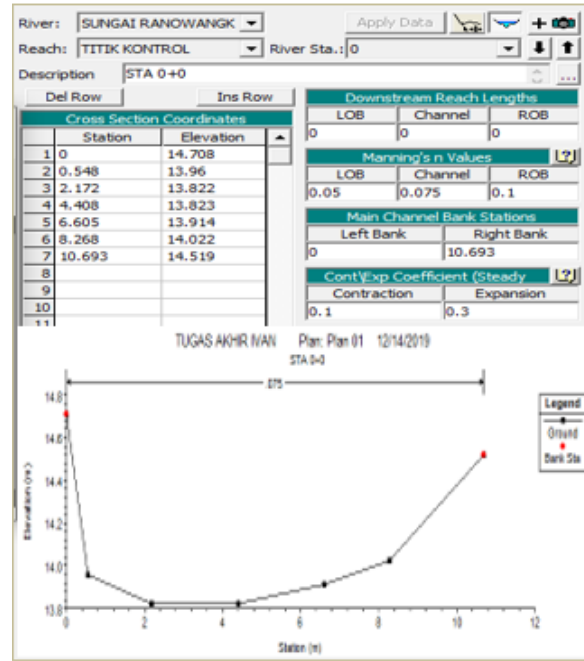 River: SUNGAI RANOWANGK Apply Data
Reach: TITIK KONTROL River Sta.: 0
Description STA 0+0 ...
Del Row Ins Row
Cross Section Coordinates
Station Elevation
1 0 14.708
2 0.548 13.96
3 2.172 13.822
4 4.408 13.823
5 6.605 13.914
6 8.268 14.022
7 10.693 14.519
8
9
10
11
Downstream Reach Lengths
LOB Channel ROB
0 0 0
Manning's n Values
LOB Channel ROB
0.05 0.075 0.1
Main Channel Bank Stations
Left Bank Right Bank
0 10.693
Cont\Exp Coefficient (Steady
Contraction Expansion
0.1 0.3
TUGAS AKHIR IVAN Plan: Plan 01 12/14/2019
STA 0+0
.075
14.8
14.6
14.4
14.2
14.0
13.8
Elevation (m)
0 2 4 6 8 10 12
Station (m)
Legend
Ground
Bank Sta